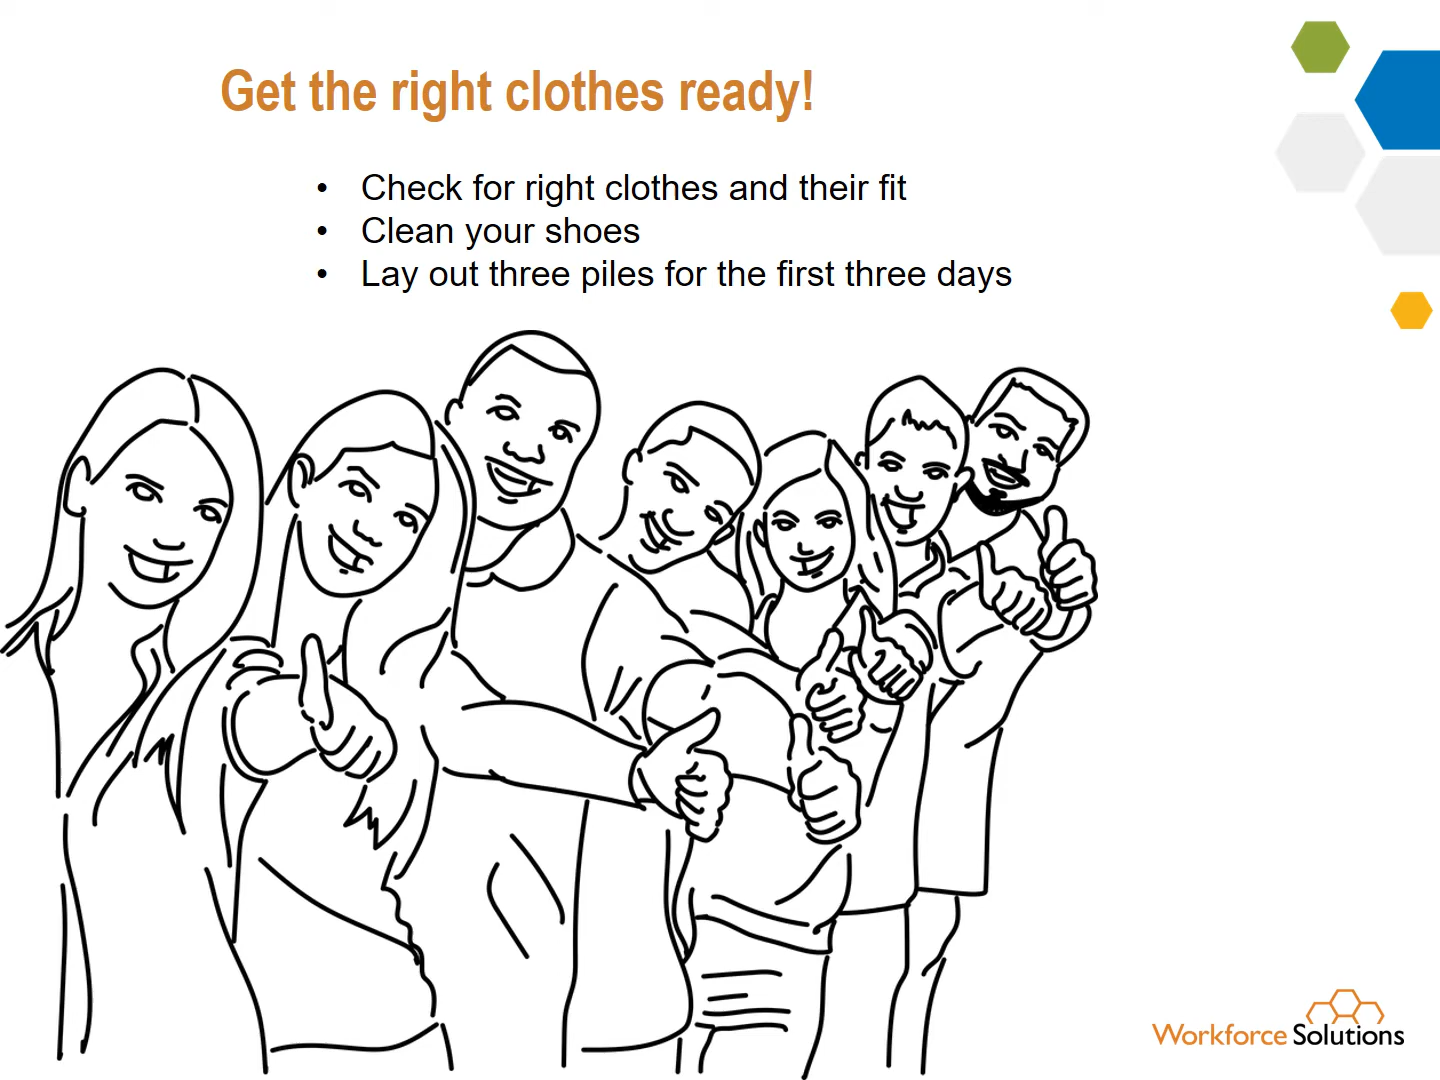 Get the right clothes ready!
• Check for right clothes and their fit
• Clean your shoes
• Lay out three piles for the first three days
Workforce Solutions